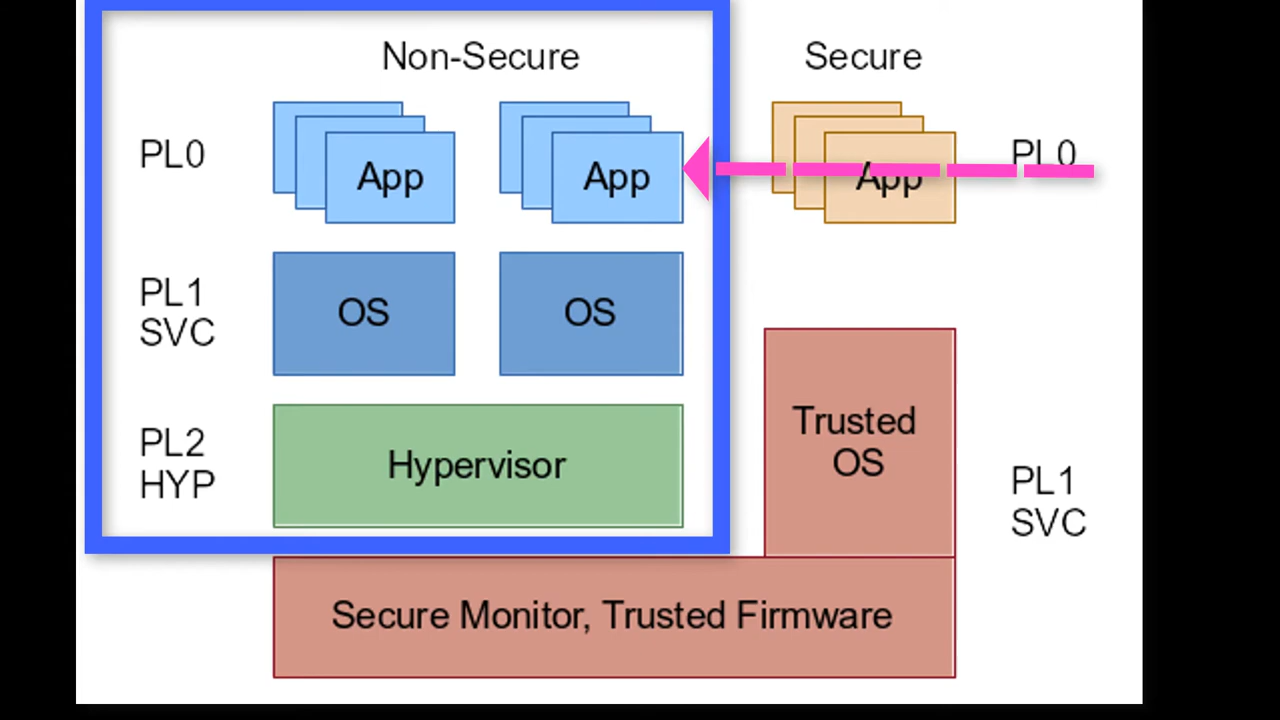 Non-Secure
Secure
PL0
App
App
App
PL0
PL1
SVC
OS
OS
PL2
HYP
Hypervisor
Trusted
OS
PL1
SVC
Secure Monitor, Trusted Firmware